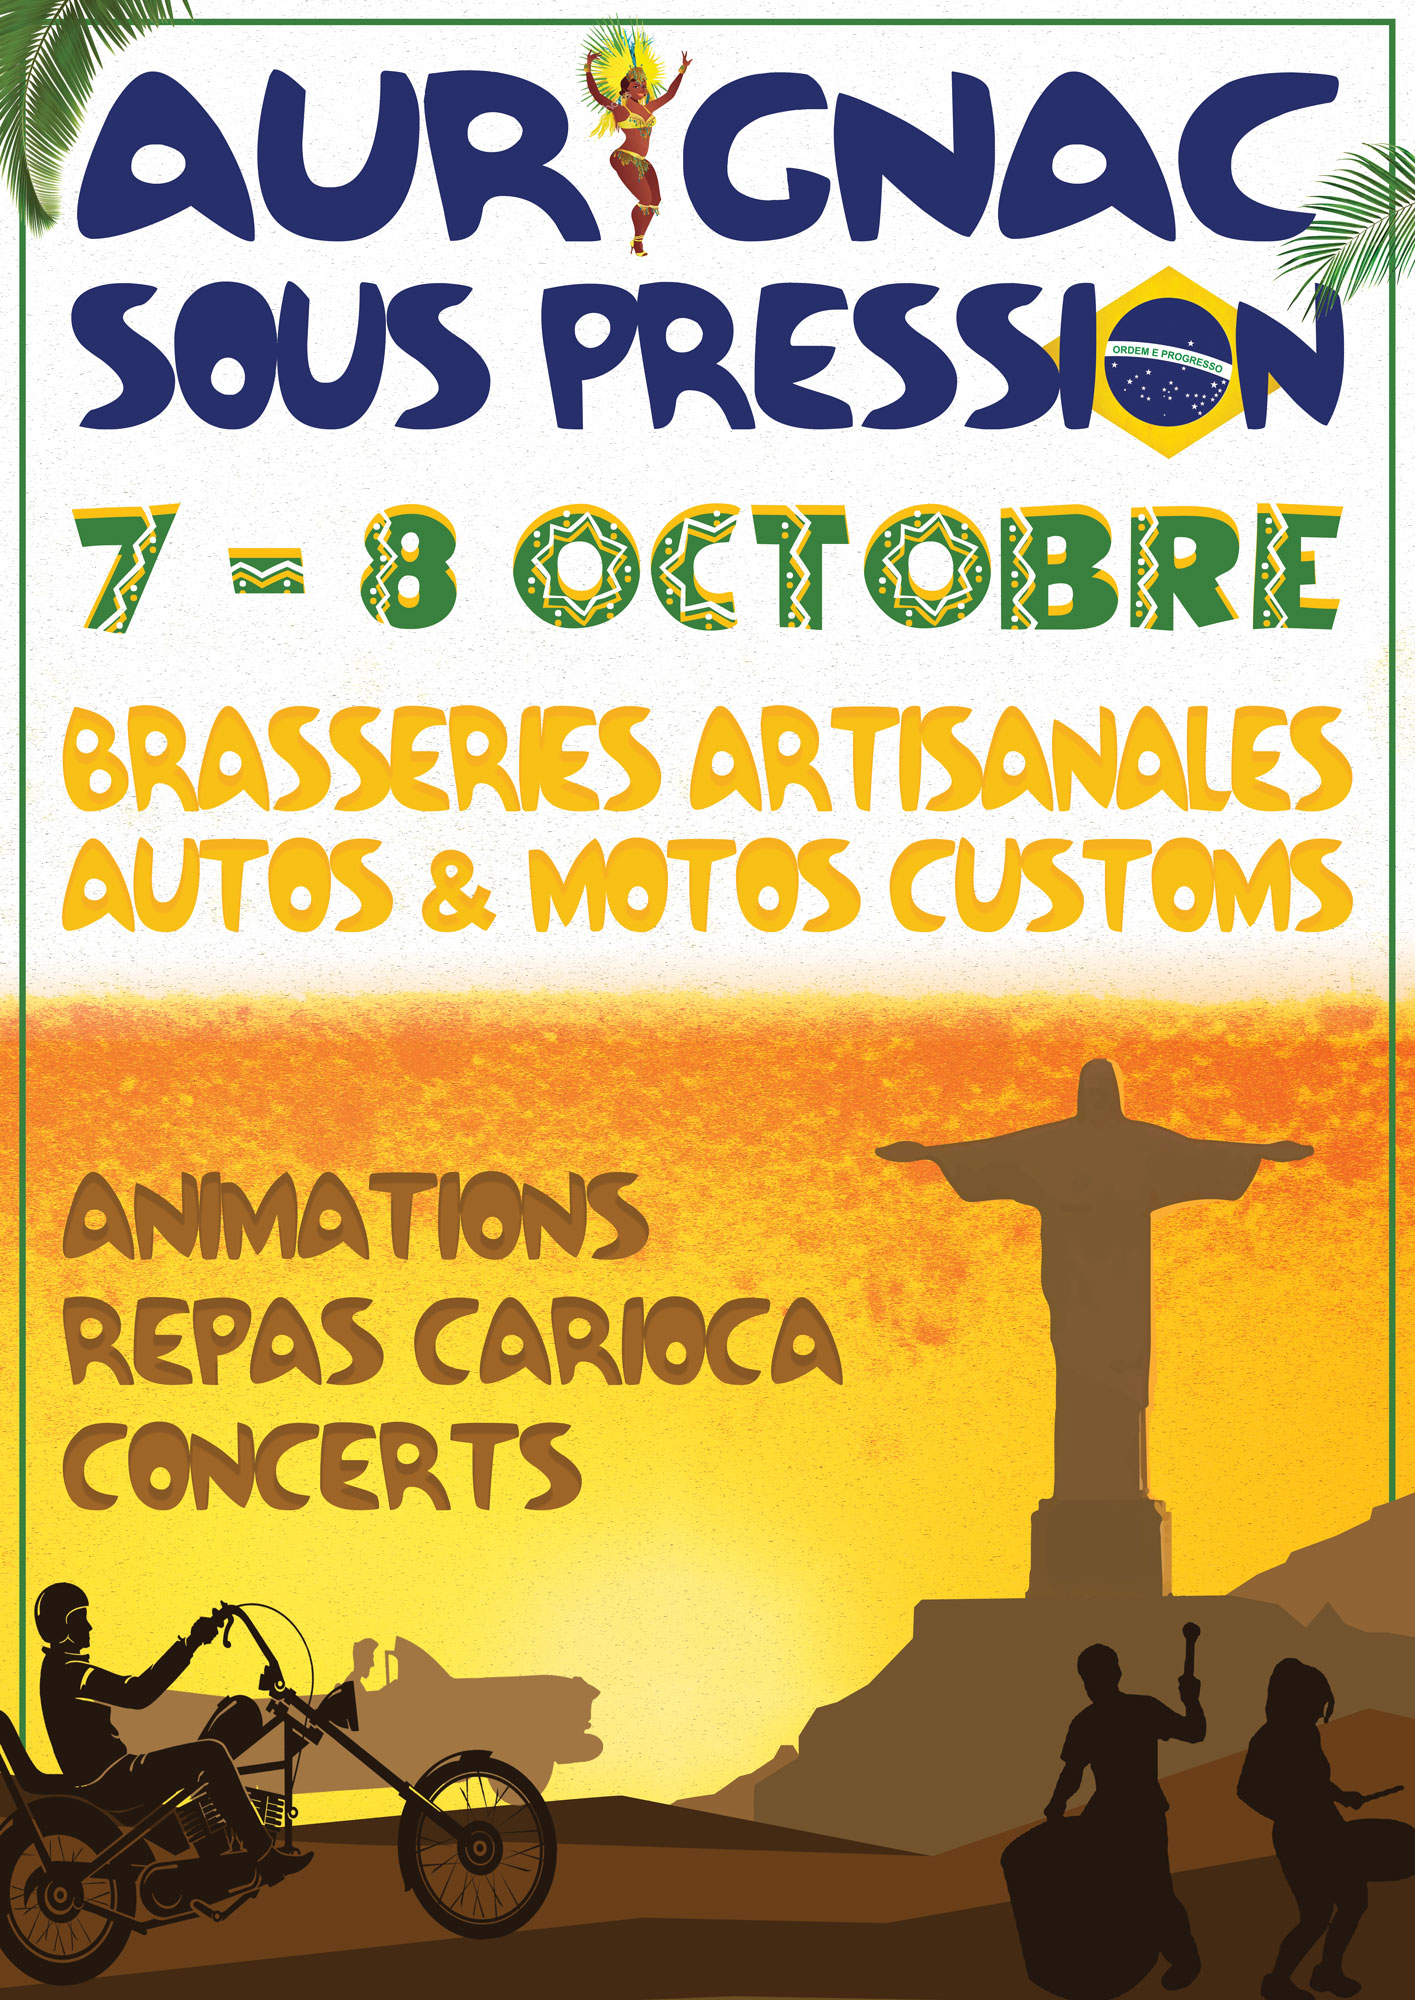 AURIGNAC
SOUS PRESSION
ORDEM E PROGRESSO
7 - 8 OCTOBRE
BRASSERIES ARTISANALES
AUTOS & MOTOS CUSTOMS
ANIMATIONS
REPAS CARIOCA
CONCERTS